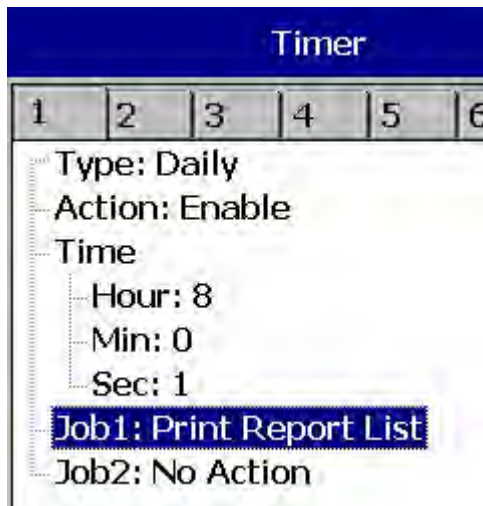 Timer
1 2 3 4 5 6
Type: Daily
Action: Enable
Time
Hour: 8
Min: 0
Sec: 1
Job1: Print Report List
Job2: No Action